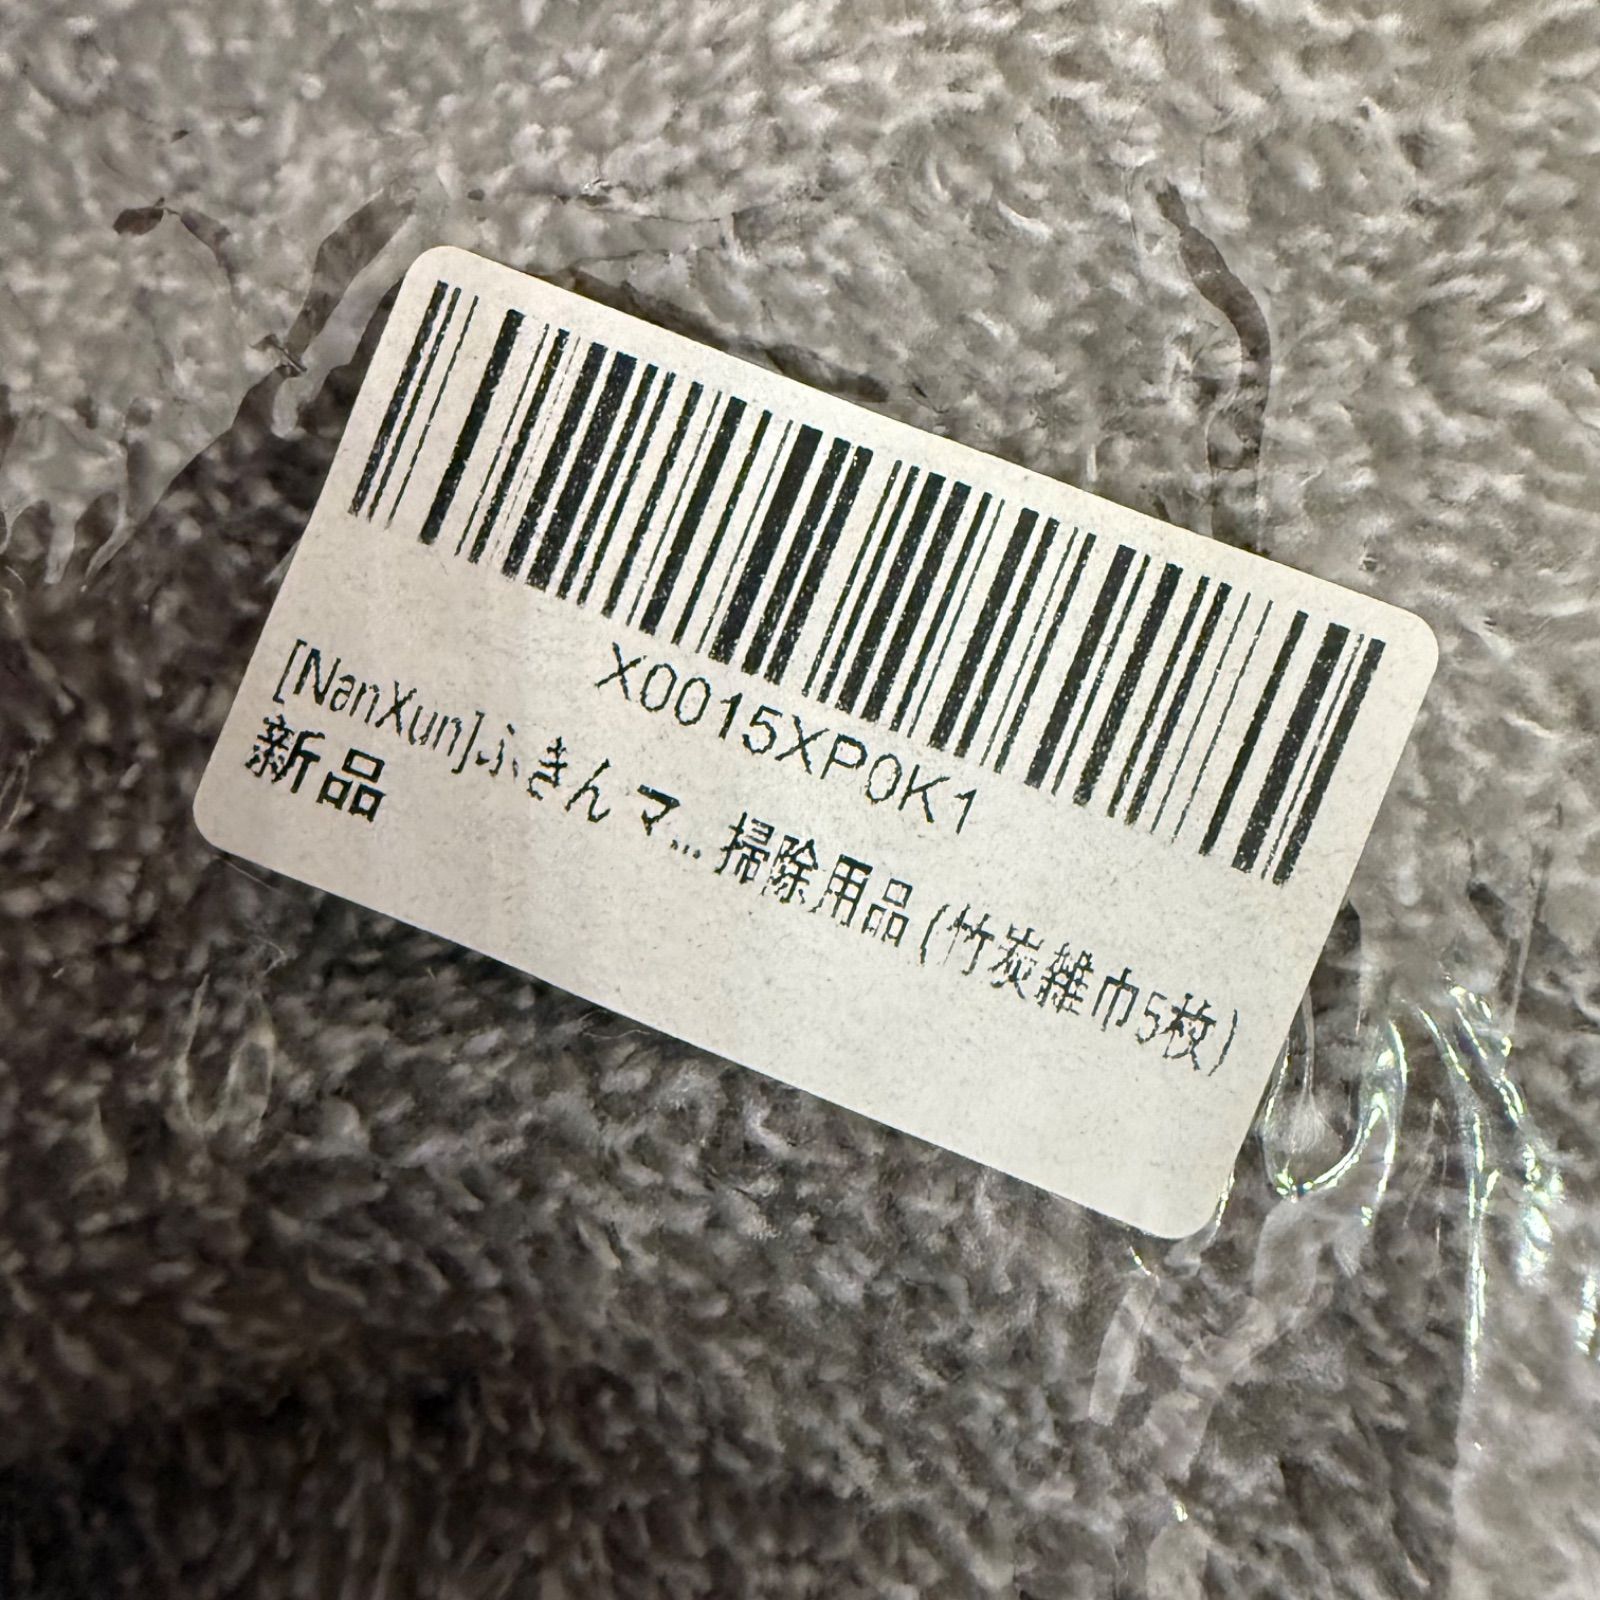 X0015XP0K1
[NanXun]ふきん マ... 掃除用品 (竹炭雑巾5枚)
新品